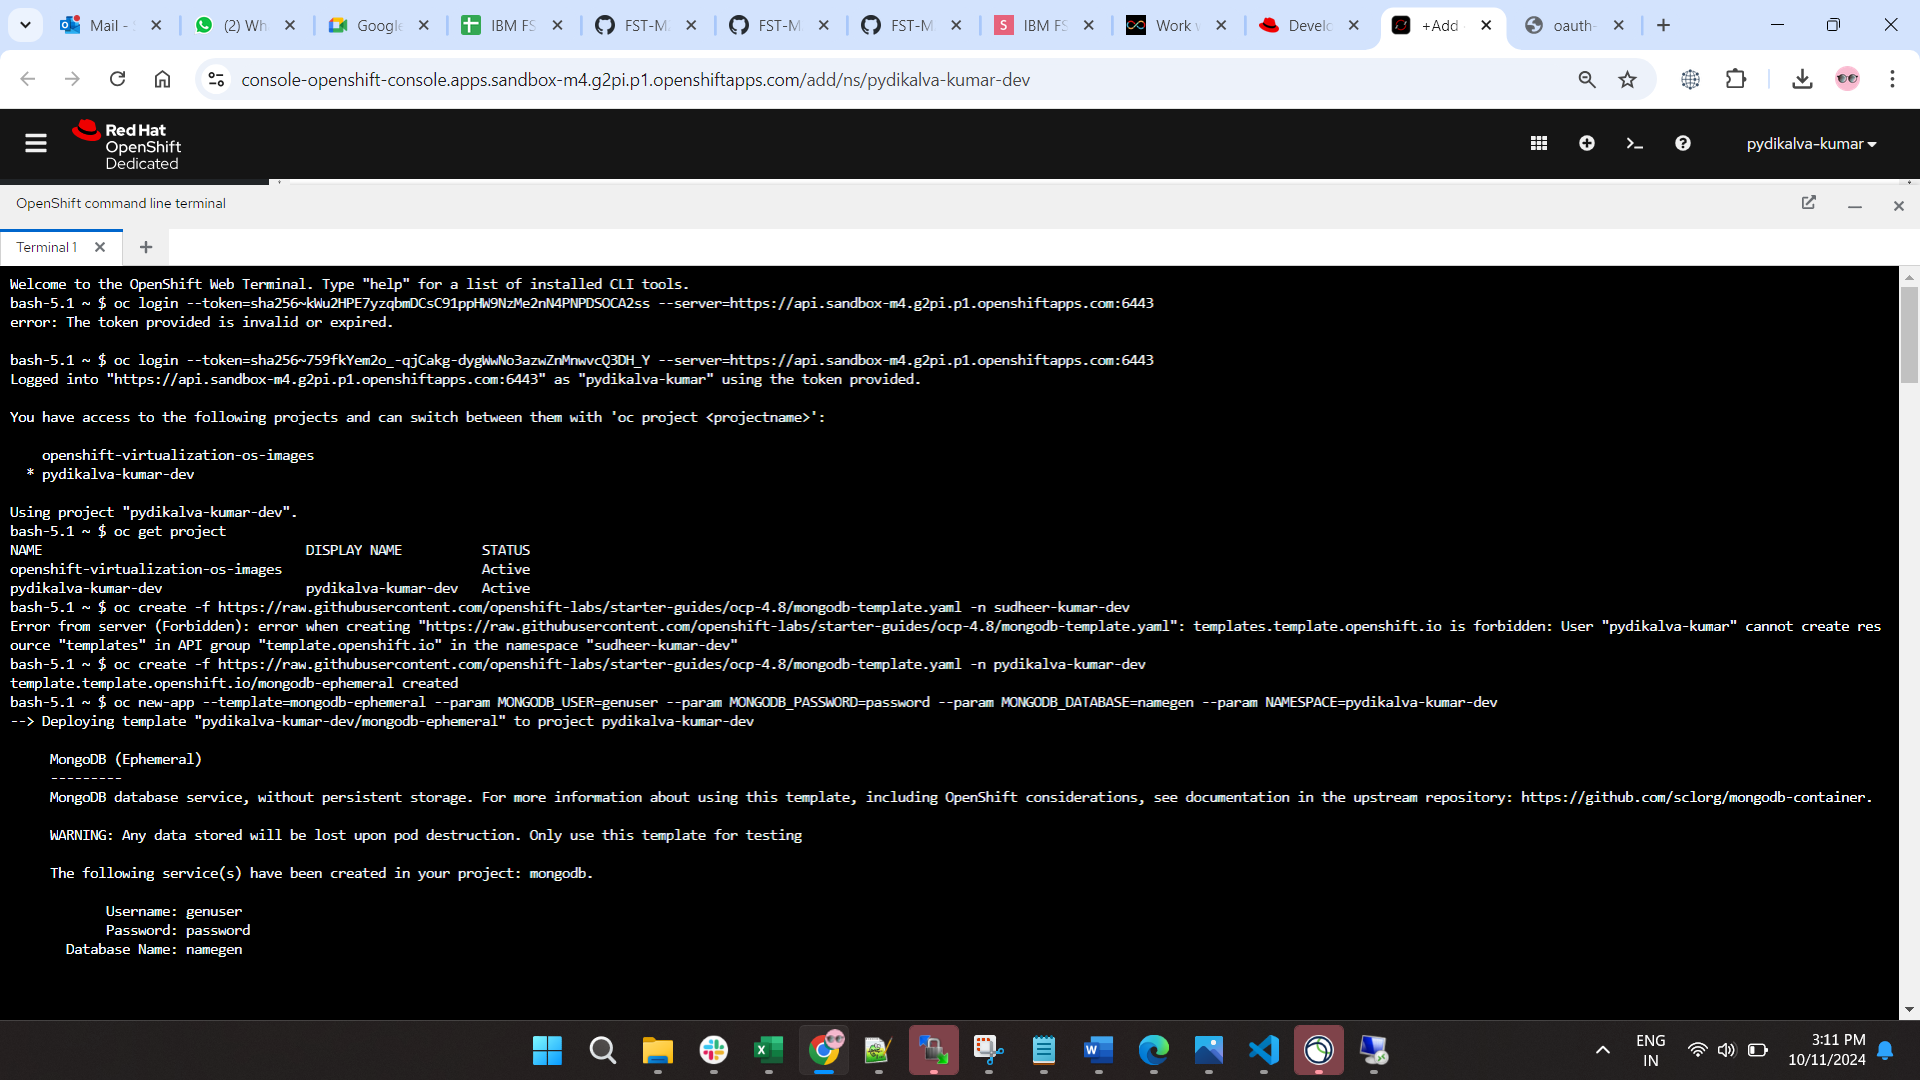 Mail - S
(2) Wh
Google
IBM FS
FST-M
FST-M
FST-M
IBM FS
Work w
Develo
+Add
oauth-
console-openshift-console.apps.sandbox-m4.g2pi.p1.openshiftapps.com/add/ns/pydikalva-kumar-dev
Red Hat
OpenShift
Dedicated
pydikalva-kumar
OpenShift command line terminal
Terminal 1
Welcome to the OpenShift Web Terminal. Type "help" for a list of installed CLI tools.
bash-5.1 ~ $ oc login --token=sha256~kWu2HPE7yzqbmDCsC91ppHW9NzMe2nN4PNPDSOCA2ss --server=https://api.sandbox-m4.g2pi.p1.openshiftapps.com:6443
error: The token provided is invalid or expired.
bash-5.1 ~ $ oc login --token=sha256~759fkYem2o_-qjCakg-dygWwNo3azwZnMnwvcQ3DH_Y --server=https://api.sandbox-m4.g2pi.p1.openshiftapps.com:6443
Logged into "https://api.sandbox-m4.g2pi.p1.openshiftapps.com:6443" as "pydikalva-kumar" using the token provided.
You have access to the following projects and can switch between them with 'oc project <projectname>':
openshift-virtualization-os-images
* pydikalva-kumar-dev
Using project "pydikalva-kumar-dev".
bash-5.1 ~ $ oc get project
NAME DISPLAY NAME STATUS
openshift-virtualization-os-images Active
pydikalva-kumar-dev pydikalva-kumar-dev Active
bash-5.1 ~ $ oc create -f https://raw.githubusercontent.com/openshift-labs/starter-guides/ocp-4.8/mongodb-template.yaml -n sudheer-kumar-dev
Error from server (Forbidden): error when creating "https://raw.githubusercontent.com/openshift-labs/starter-guides/ocp-4.8/mongodb-template.yaml": templates.template.openshift.io is forbidden: User "pydikalva-kumar" cannot create res
ource "templates" in API group "template.openshift.io" in the namespace "sudheer-kumar-dev"
bash-5.1 ~ $ oc create -f https://raw.githubusercontent.com/openshift-labs/starter-guides/ocp-4.8/mongodb-template.yaml -n pydikalva-kumar-dev
template.template.openshift.io/mongodb-ephemeral created
bash-5.1 ~ $ oc new-app --template=mongodb-ephemeral --param MONGODB_USER=genuser --param MONGODB_PASSWORD=password --param MONGODB_DATABASE=namegen --param NAMESPACE=pydikalva-kumar-dev
--> Deploying template "pydikalva-kumar-dev/mongodb-ephemeral" to project pydikalva-kumar-dev
MongoDB (Ephemeral)
---------
MongoDB database service, without persistent storage. For more information about using this template, including OpenShift considerations, see documentation in the upstream repository: https://github.com/sclorg/mongodb-container.
WARNING: Any data stored will be lost upon pod destruction. Only use this template for testing
The following service(s) have been created in your project: mongodb.
Username: genuser
Password: password
Database Name: namegen
ENG
IN
3:11 PM
10/11/2024